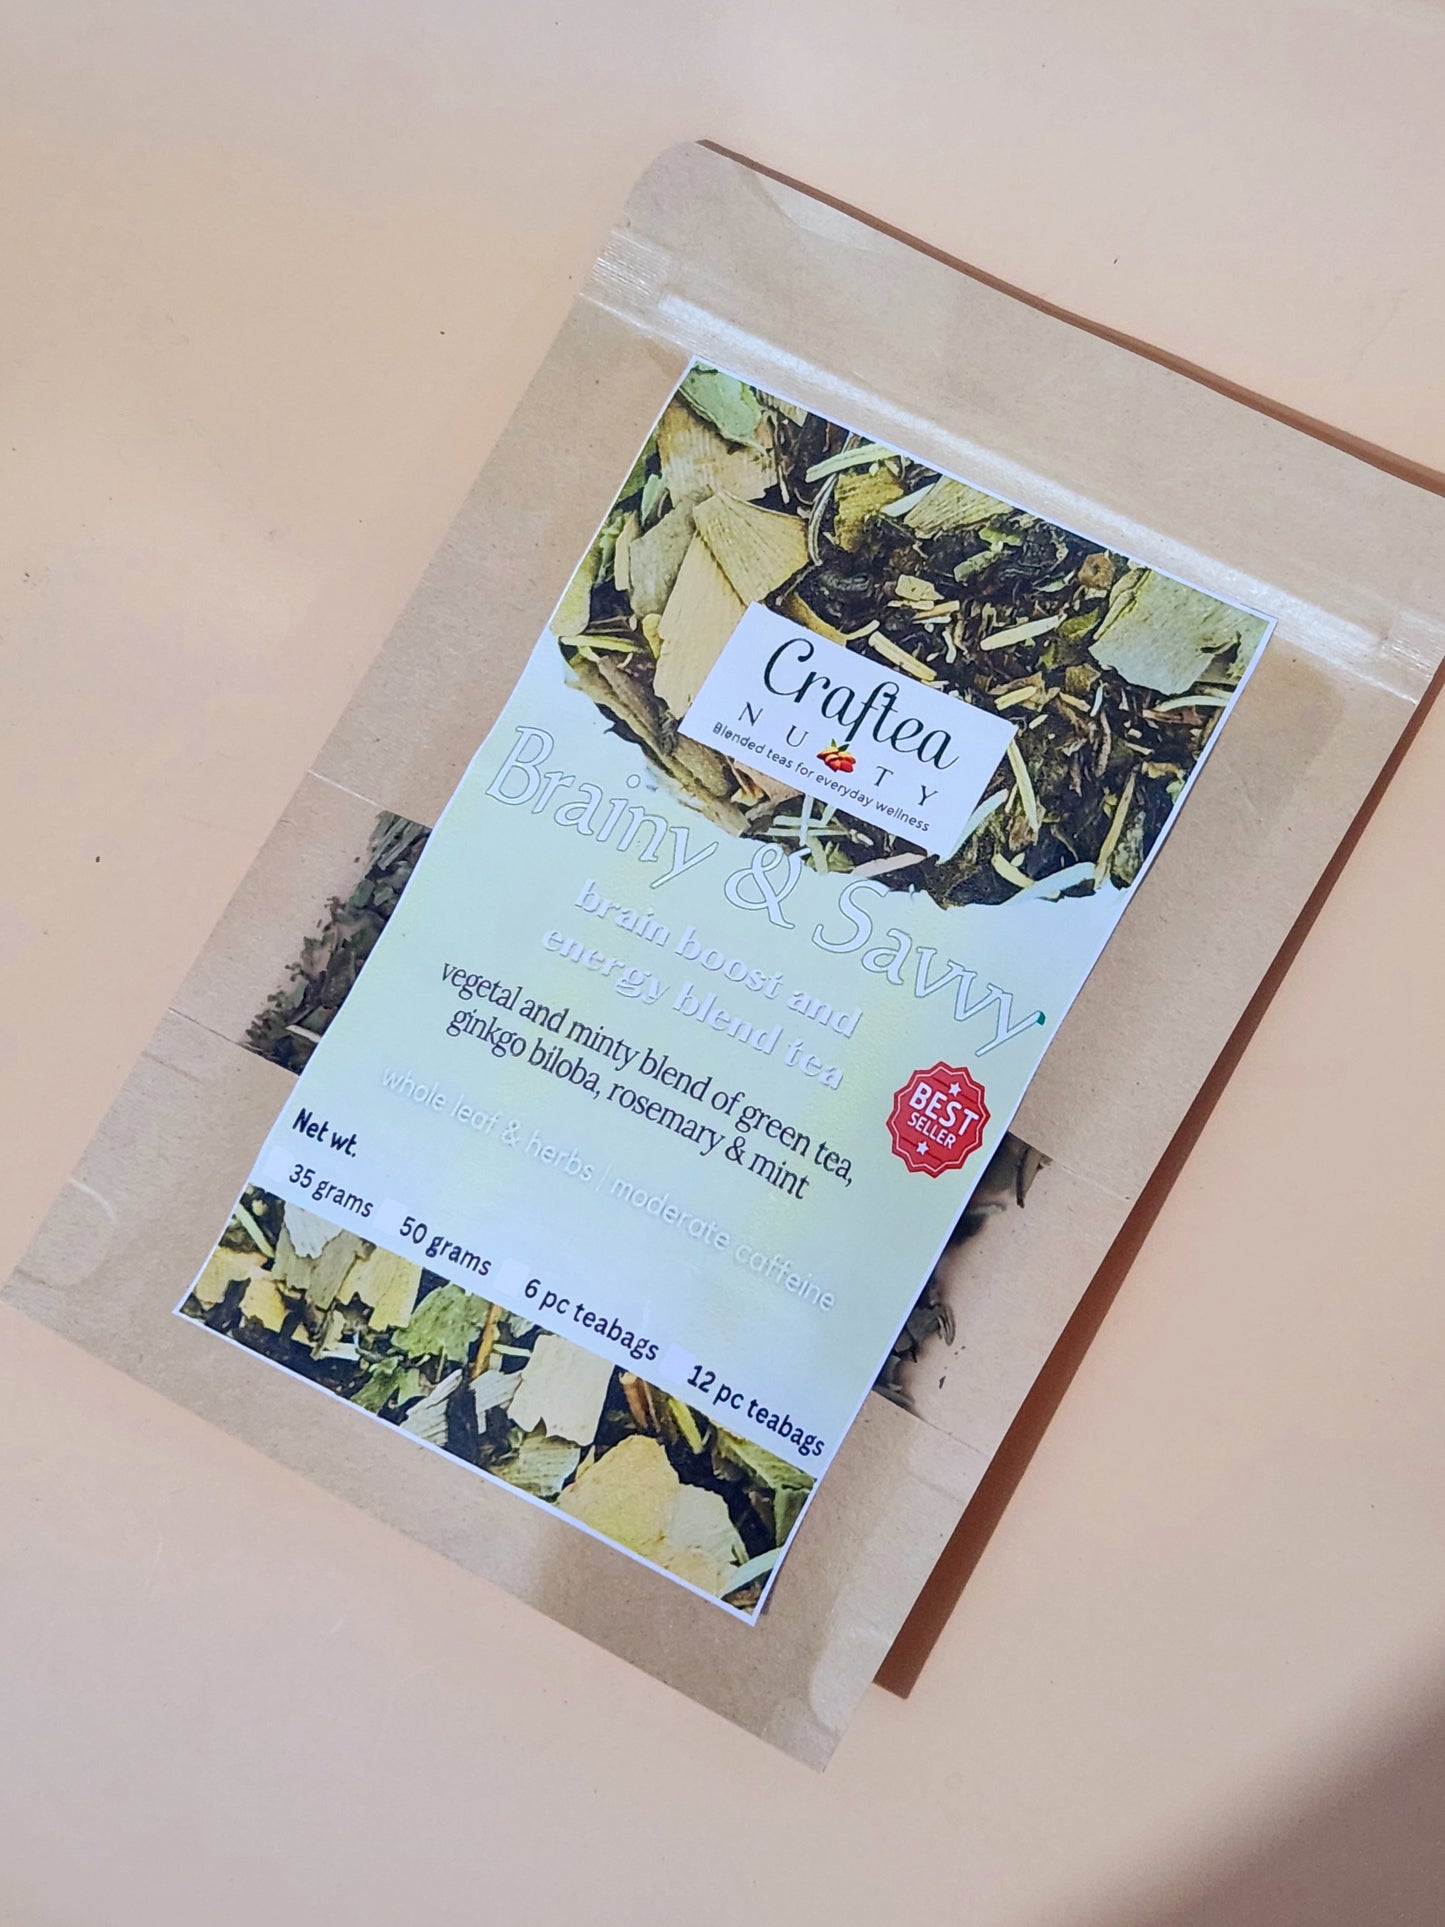 Craftea
NU TY
Blended teas for everyday wellness
Brainy & Savvy
brain boost and
energy blend tea
vegetal and minty blend of green tea,
ginkgo biloba, rosemary & mint
whole leaf & herbs | moderate caffeine
BEST
SELLER
Net wt.
35 grams 50 grams 6 pc teabags 12 pc teabags